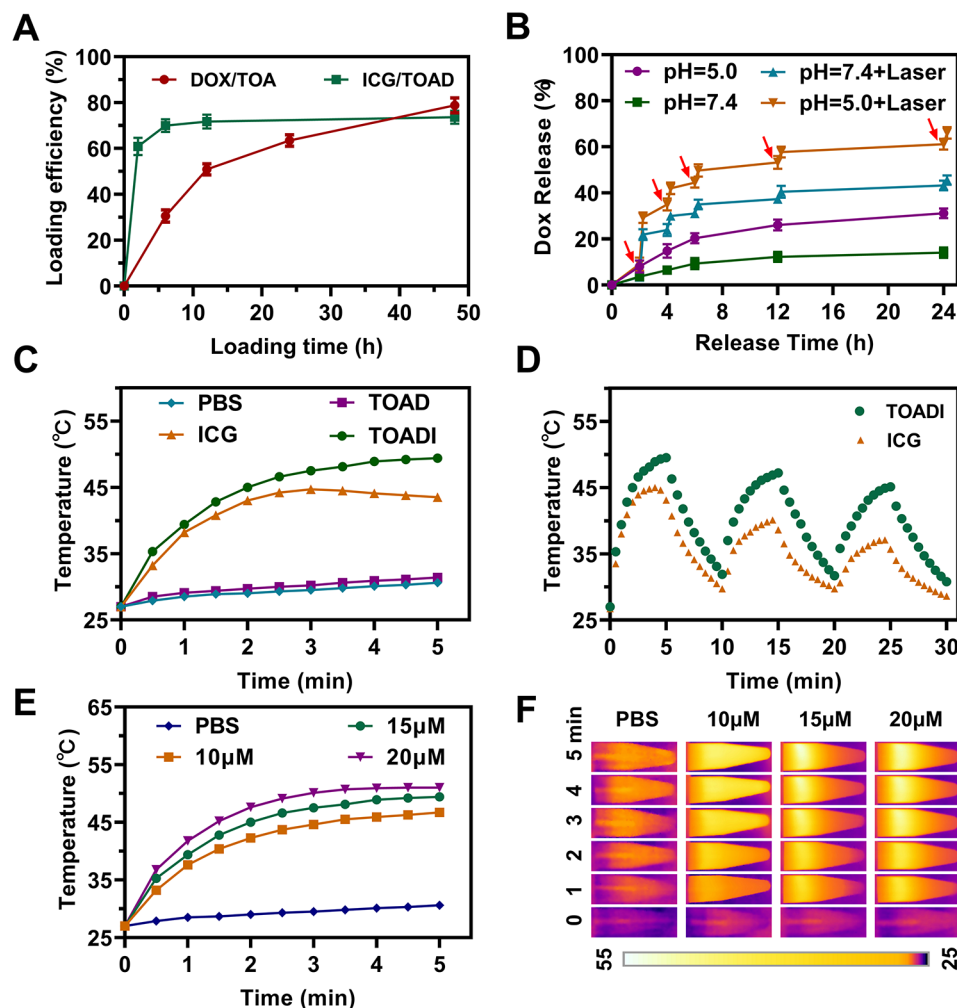 A
Loading efficiency (%)
100
80
60
40
20
0
DOX/TOA
ICG/TOAD
0 10 20 30 40 50
Loading time (h)
B
Dox Release (%)
100
80
60
40
20
0
pH=5.0
pH=7.4+Laser
pH=7.4
pH=5.0+Laser
0 4 8 12 16 20 24
Release Time (h)
C
Temperature (℃)
55
45
35
25
PBS
TOAD
ICG
TOADI
0 1 2 3 4 5
Time (min)
D
Temperature (℃)
55
45
35
25
TOADI
ICG
0 5 10 15 20 25 30
Time (min)
E
Temperature (℃)
65
55
45
35
25
PBS
15μM
10μM
20μM
0 1 2 3 4 5
Time (min)
F
PBS 10μM 15μM 20μM
5 min
4
3
2
1
0
55 25